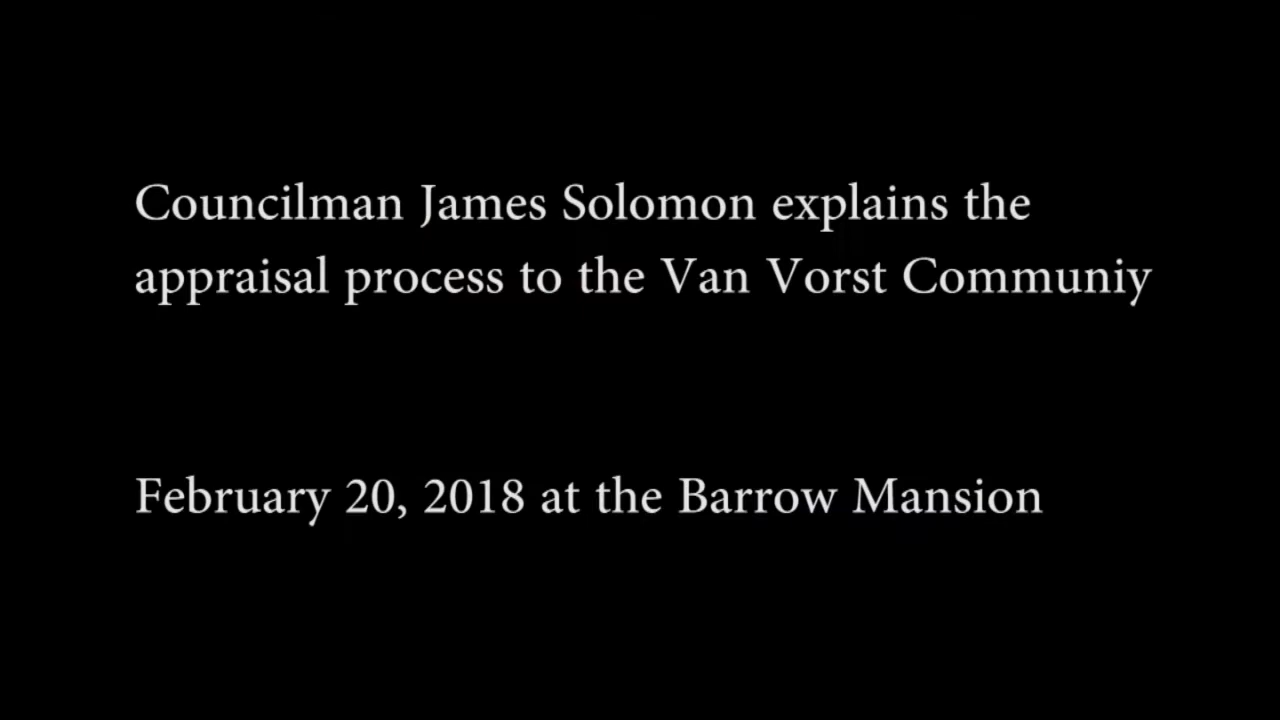 Councilman James Solomon explains the
appraisal process to the Van Vorst Communiy
February 20, 2018 at the Barrow Mansion